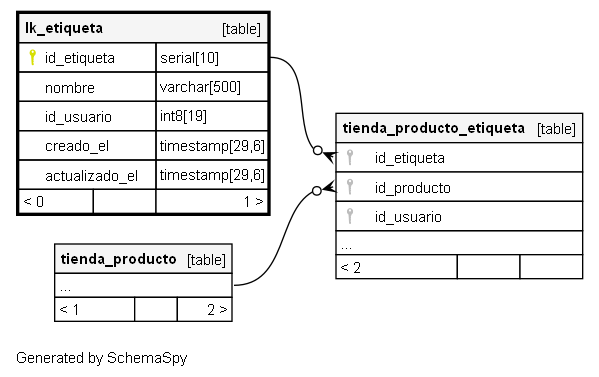 lk_etiqueta [table]
id_etiqueta serial[10]
nombre varchar[500]
id_usuario int8[19]
creado_el timestamp[29,6]
actualizado_el timestamp[29,6]
< 0 1 >
tienda_producto_etiqueta [table]
id_etiqueta
id_producto
id_usuario
...
< 2
tienda_producto [table]
...
< 1 2 >
Generated by SchemaSpy